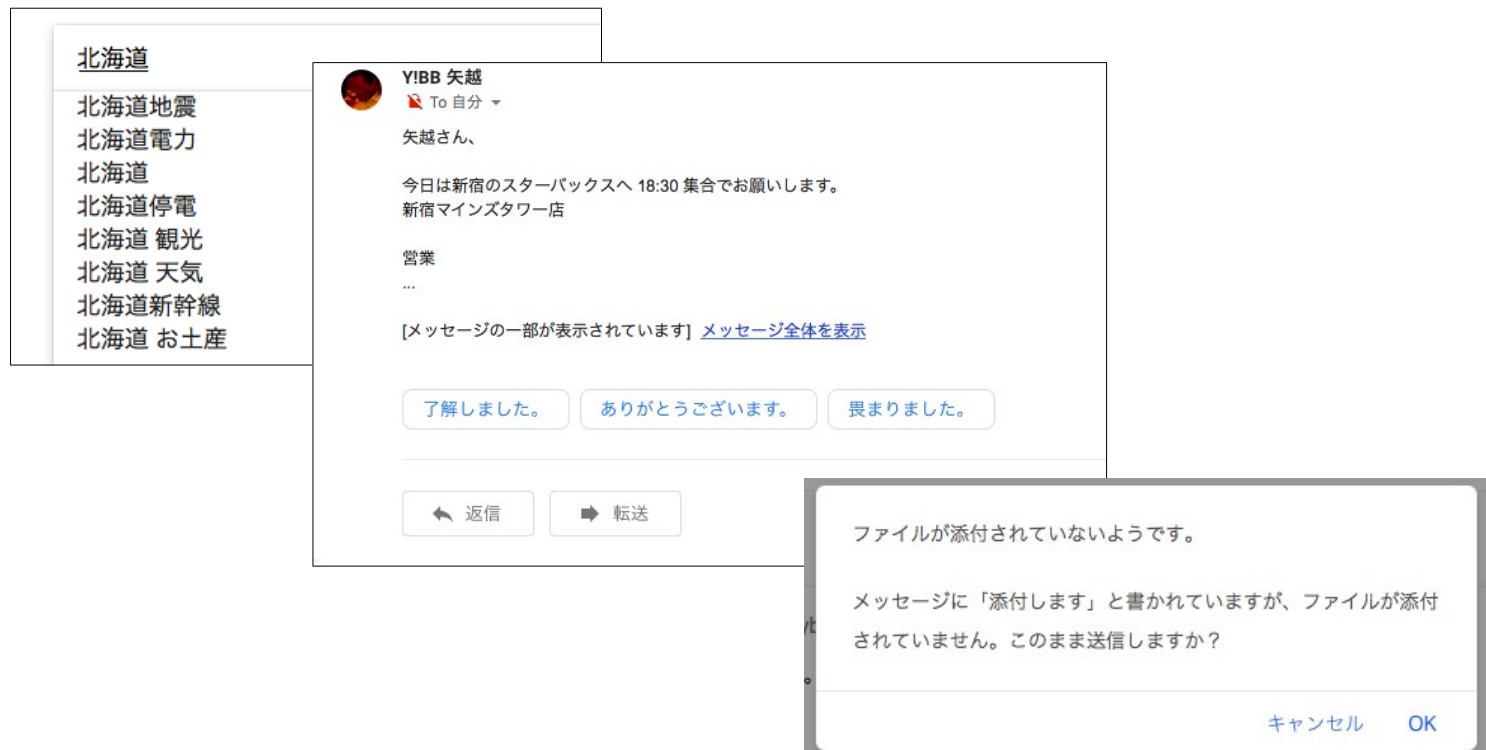 北海道
北海道地震
北海道電力
北海道
北海道停電
北海道 観光
北海道 天気
北海道新幹線
北海道 お土産
Y!BB 矢越
To 自分
矢越さん、
今日は新宿のスターバックスへ 18:30 集合でお願いします。
新宿マインズタワー店
営業
...
[メッセージの一部が表示されています] メッセージ全体を表示
了解しました。 ありがとうございます。 畏まりました。
返信 転送
ファイルが添付されていないようです。
メッセージに「添付します」と書かれていますが、ファイルが添付
されていません。このまま送信しますか？
キャンセル OK